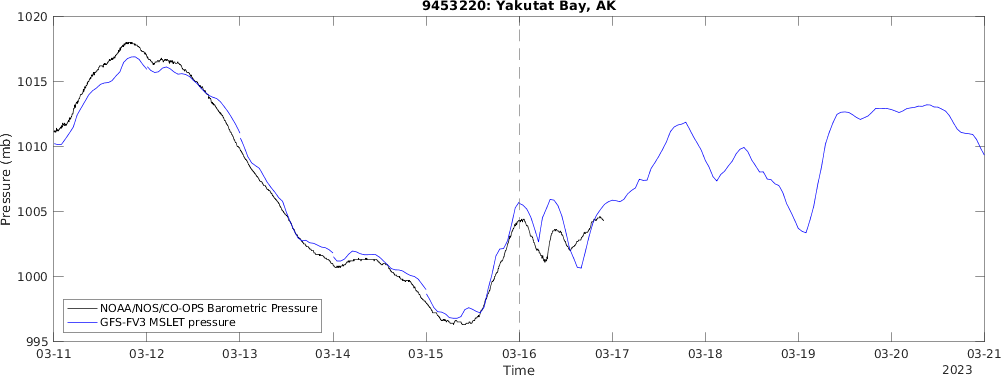 9453220: Yakutat Bay, AK
Pressure (mb)
1020
1015
1010
1005
1000
995
NOAA/NOS/CO-OPS Barometric Pressure
GFS-FV3 MSLET pressure
03-11 03-12 03-13 03-14 03-15 03-16 03-17 03-18 03-19 03-20 03-21
Time
2023